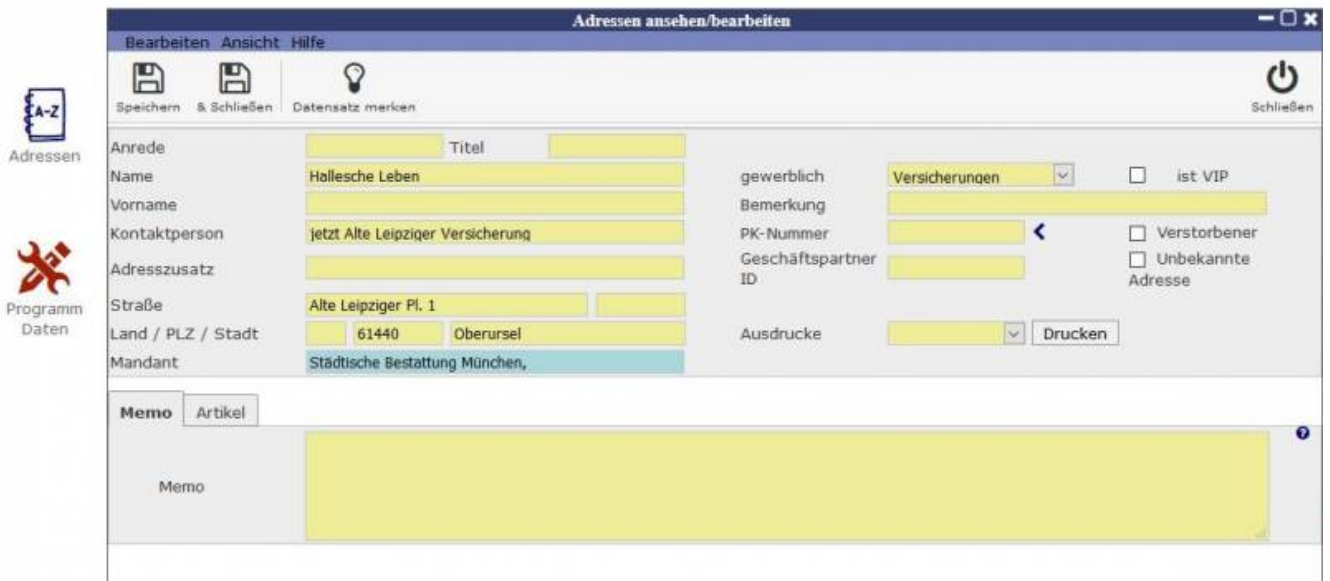 Adressen ansehen/bearbeiten
Bearbeiten Ansicht Hilfe
Speichern & Schließen Datensatz merken Schließen
A-Z
Adressen
Programm
Daten
Anrede Titel
Name Hallesche Leben gewerblich Versicherungen ist VIP
Vorname Bemerkung
Kontaktperson jetzt Alte Leipziger Versicherung PK-Nummer Verstorbener
Adresszusatz Geschäftspartner ID Unbekannte Adresse
Straße Alte Leipziger Pl. 1
Land / PLZ / Stadt 61440 Oberursel Ausdrucke Drucken
Mandant Städtische Bestattung München,
Memo Artikel
Memo